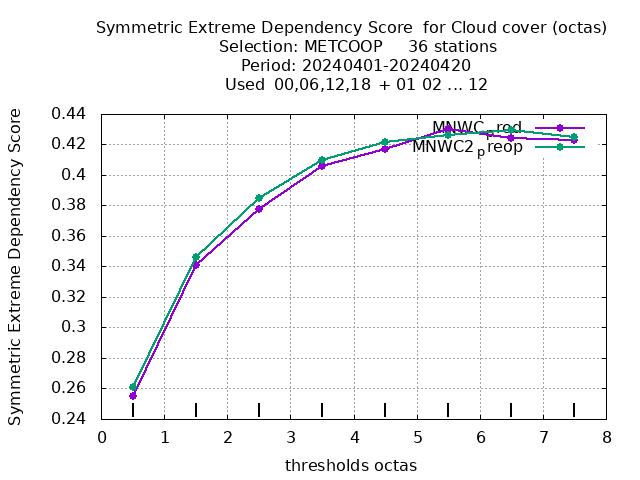 Symmetric Extreme Dependency Score  for Cloud cover (octas)
Selection: METCOOP     36 stations
Period: 20240401-20240420
Used  00,06,12,18  + 01 02 ... 12
Symmetric Extreme Dependency Score
0.44
0.42
0.4
0.38
0.36
0.34
0.32
0.3
0.28
0.26
0.24
MNWC_prod
MNWC2_preop
0 1 2 3 4 5 6 7 8
thresholds octas